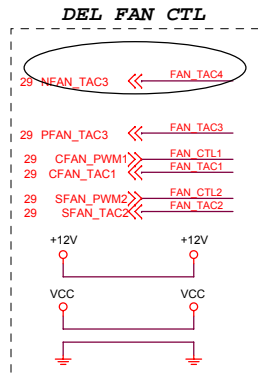 DEL FAN CTL
29 NFAN_TAC3 FAN_TAC4
29 PFAN_TAC3 FAN_TAC3
29 CFAN_PWM1 FAN_CTL1
29 CFAN_TAC1 FAN_TAC1
29 SFAN_PWM2 FAN_CTL2
29 SFAN_TAC2 FAN_TAC2
+12V +12V
VCC VCC